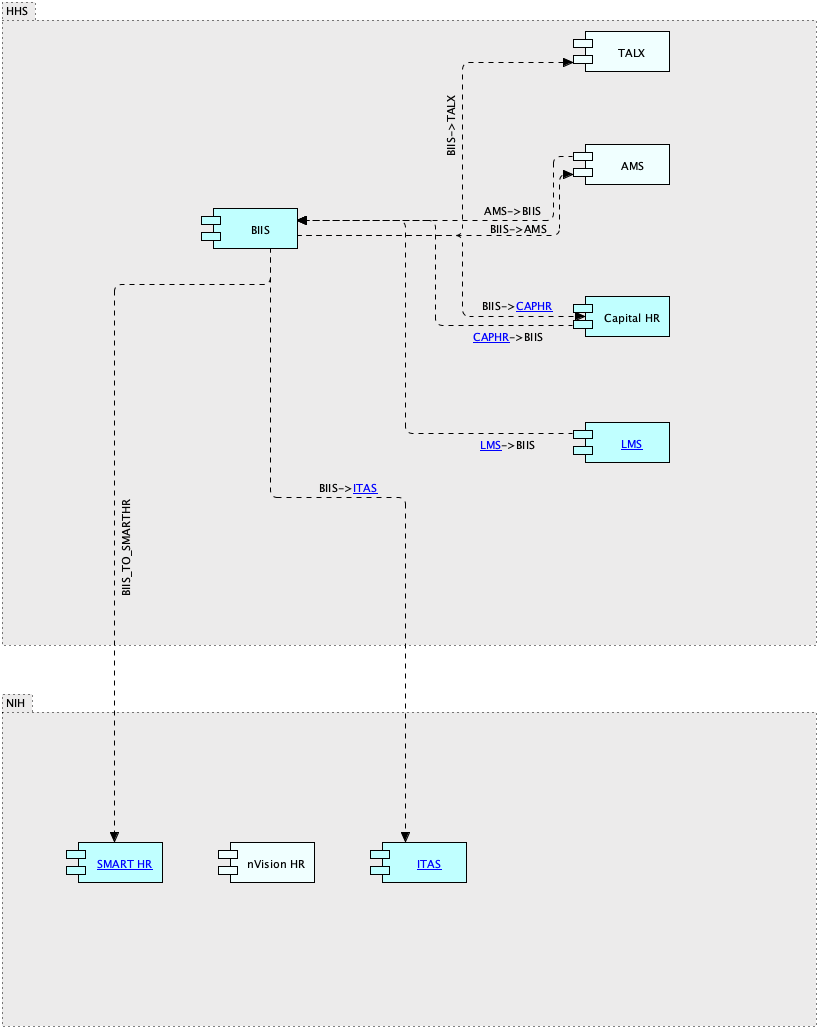 HHS
TALX
BIIS->TALX
AMS
AMS->BIIS
BIIS
BIIS->AMS
BIIS->CAPHR
Capital HR
CAPHR->BIIS
LMS
LMS->BIIS
BIIS->ITAS
BIIS_TO_SMARTHR
NIH
SMART HR
nVision HR
ITAS